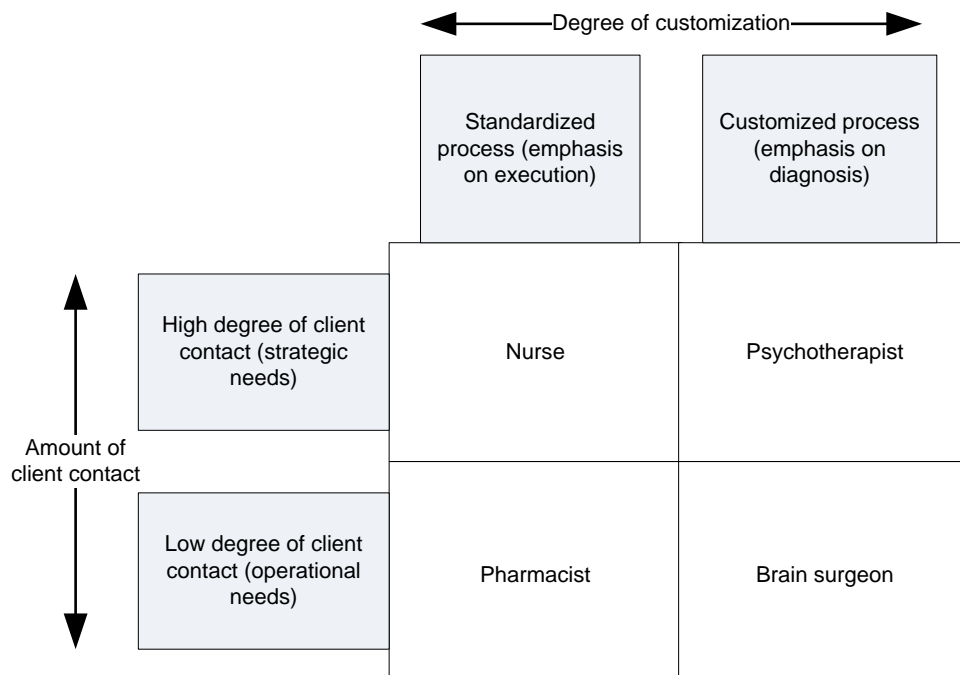 Degree of customization
Standardized
process (emphasis
on execution)
Customized process
(emphasis on
diagnosis)
High degree of client
contact (strategic
needs)
Nurse
Psychotherapist
Amount of
client contact
Low degree of client
contact (operational
needs)
Pharmacist
Brain surgeon